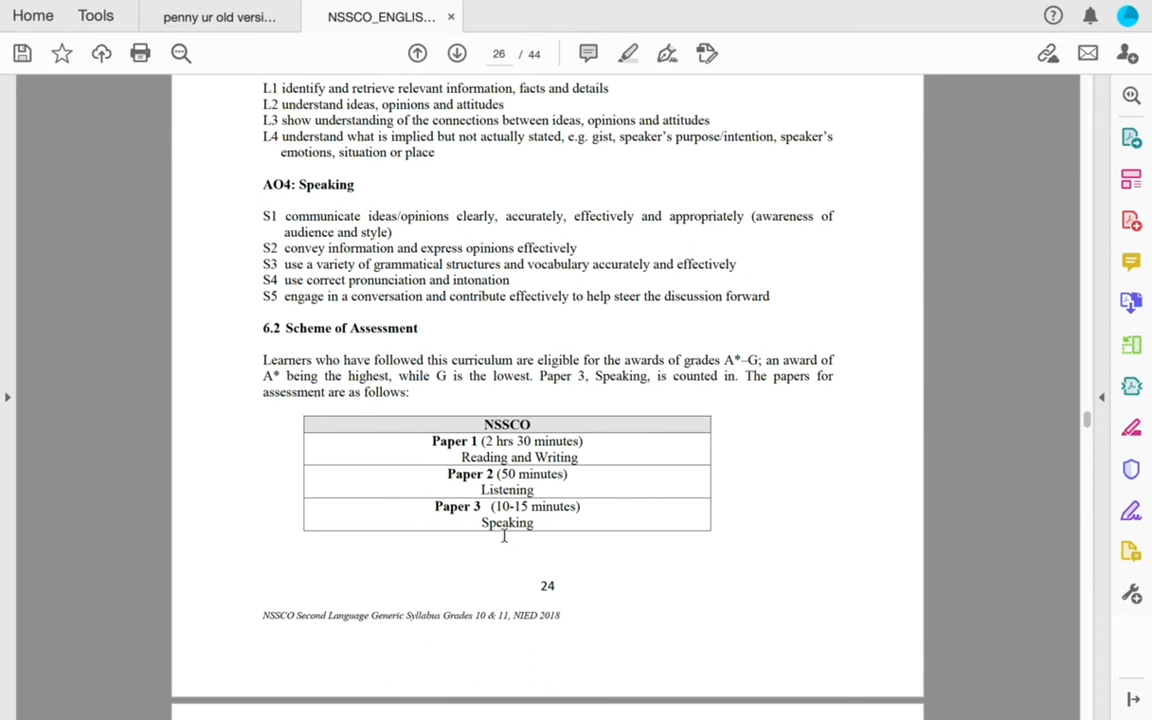 Home
Tools
penny ur old versi...
NSSCO_ENGLIS...
26 / 44
L1 identify and retrieve relevant information, facts and details
L2 understand ideas, opinions and attitudes
L3 show understanding of the connections between ideas, opinions and attitudes
L4 understand what is implied but not actually stated, e.g. gist, speaker's purpose/intention, speaker's
emotions, situation or place
AO4: Speaking
S1 communicate ideas/opinions clearly, accurately, effectively and appropriately (awareness of
audience and style)
S2 convey information and express opinions effectively
S3 use a variety of grammatical structures and vocabulary accurately and effectively
S4 use correct pronunciation and intonation
S5 engage in a conversation and contribute effectively to help steer the discussion forward
6.2 Scheme of Assessment
Learners who have followed this curriculum are eligible for the awards of grades A*–G; an award of
A* being the highest, while G is the lowest. Paper 3, Speaking, is counted in. The papers for
assessment are as follows:
NSSCO
Paper 1 (2 hrs 30 minutes)
Reading and Writing
Paper 2 (50 minutes)
Listening
Paper 3 (10-15 minutes)
Speaking
24
NSSCO Second Language Generic Syllabus Grades 10 & 11, NIED 2018